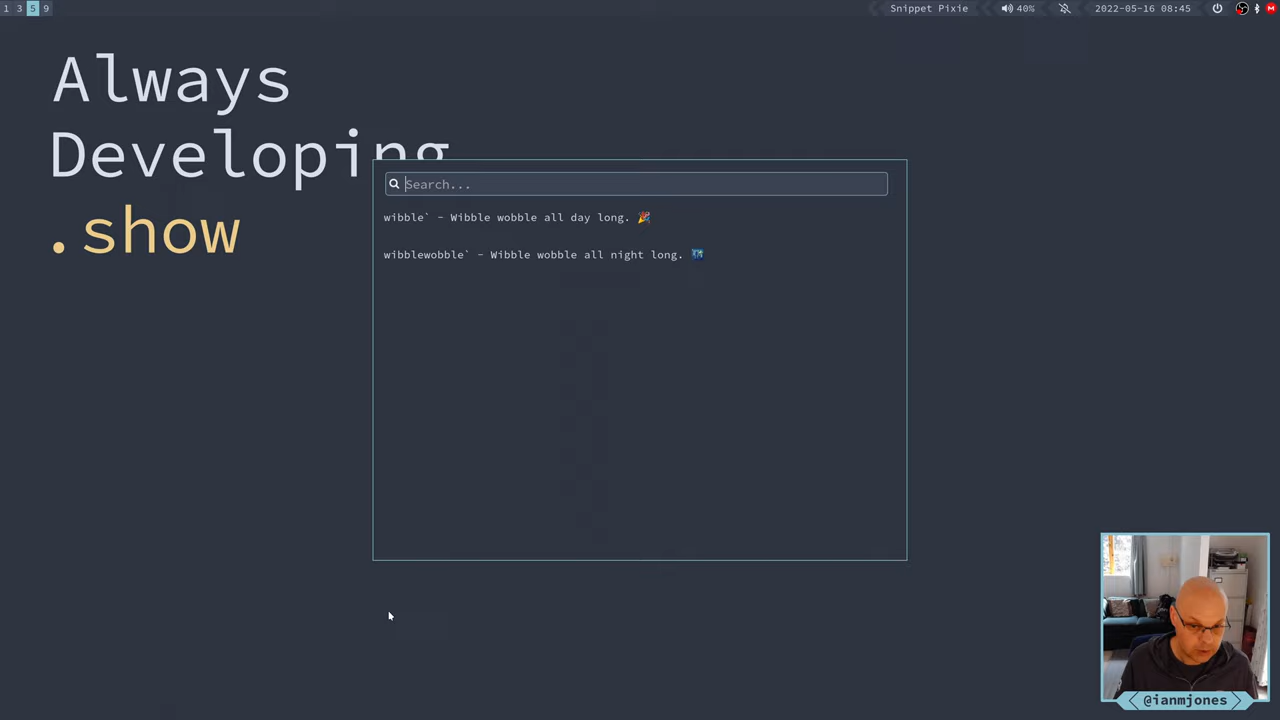 1 3 5 9
Snippet Pixie
40%
2022-05-16 08:45
M
Always
Developing
.show
Search...
wibble` - Wibble wobble all day long. 🎉
wibblewobble` - Wibble wobble all night long. 🌃
@ianmjones